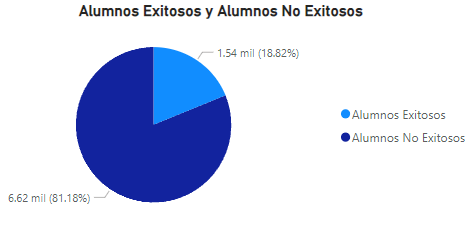 Alumnos Exitosos y Alumnos No Exitosos
1.54 mil (18.82%)
Alumnos Exitosos
Alumnos No Exitosos
6.62 mil (81.18%)